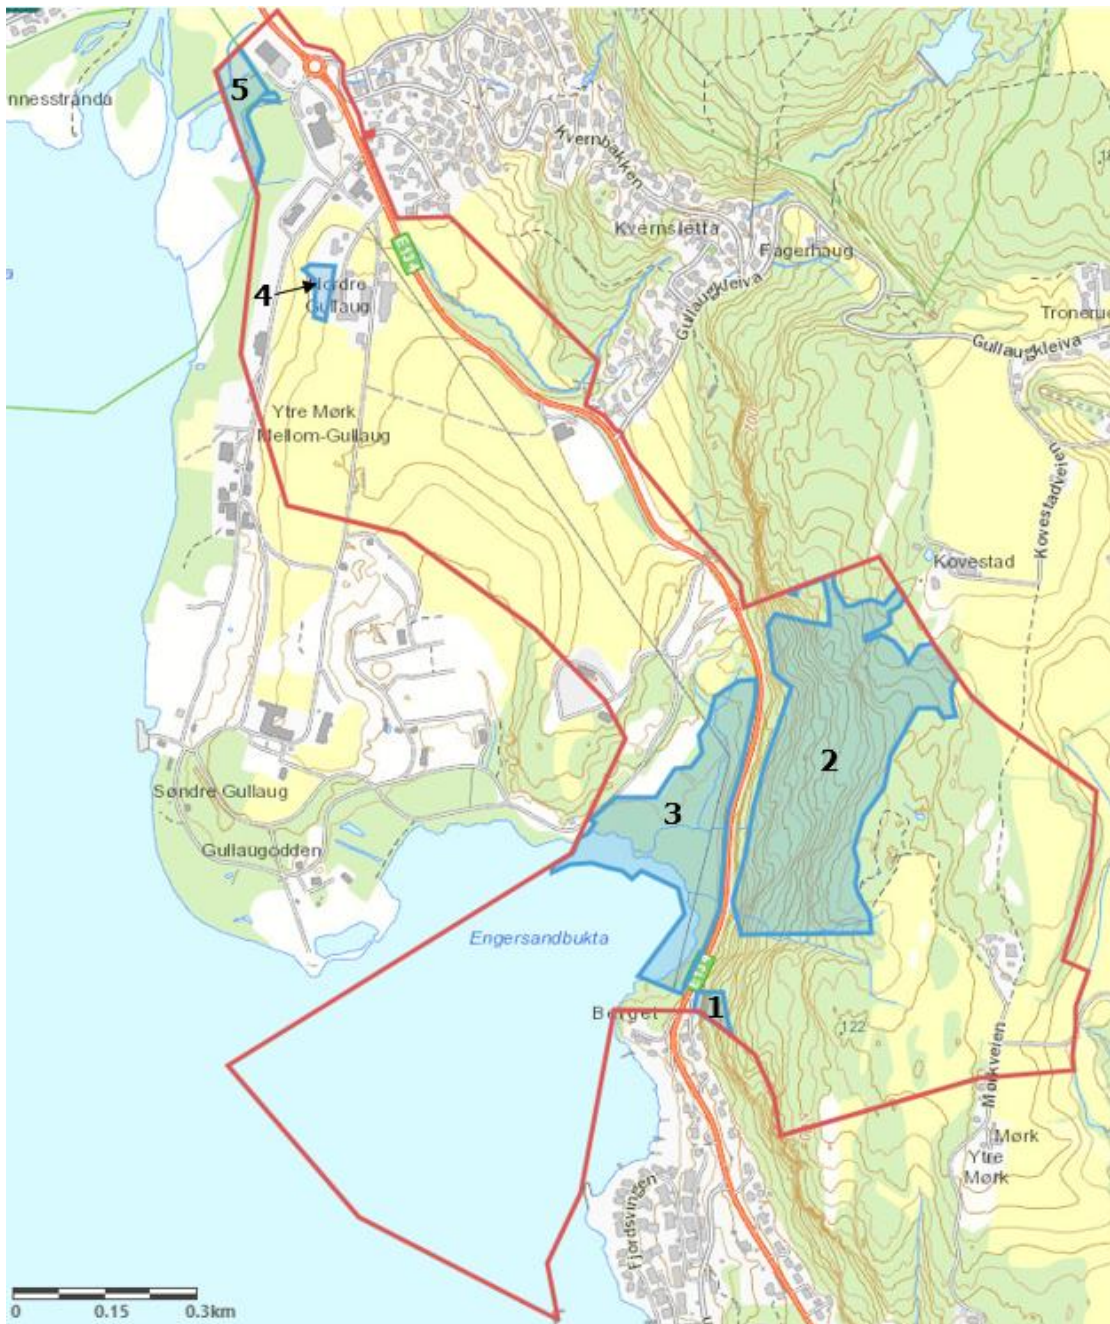 5
nnesstranda
Kvernbakken
Kvernsletta
Fagerhaug
E134
4
Nordre
Gullaug
Gullaugkleiva
Tronerud
Gullaugkleiva
Ytre Mørk
Mellom-Gullaug
Kovestadveien
Kovestad
2
Søndre Gullaug
3
Gullaugodden
Engersandbukta
E134
1
Berget
122
Mørkveien
Mørk
Ytre
Mørk
Fjordsvingen
0 0.15 0.3km